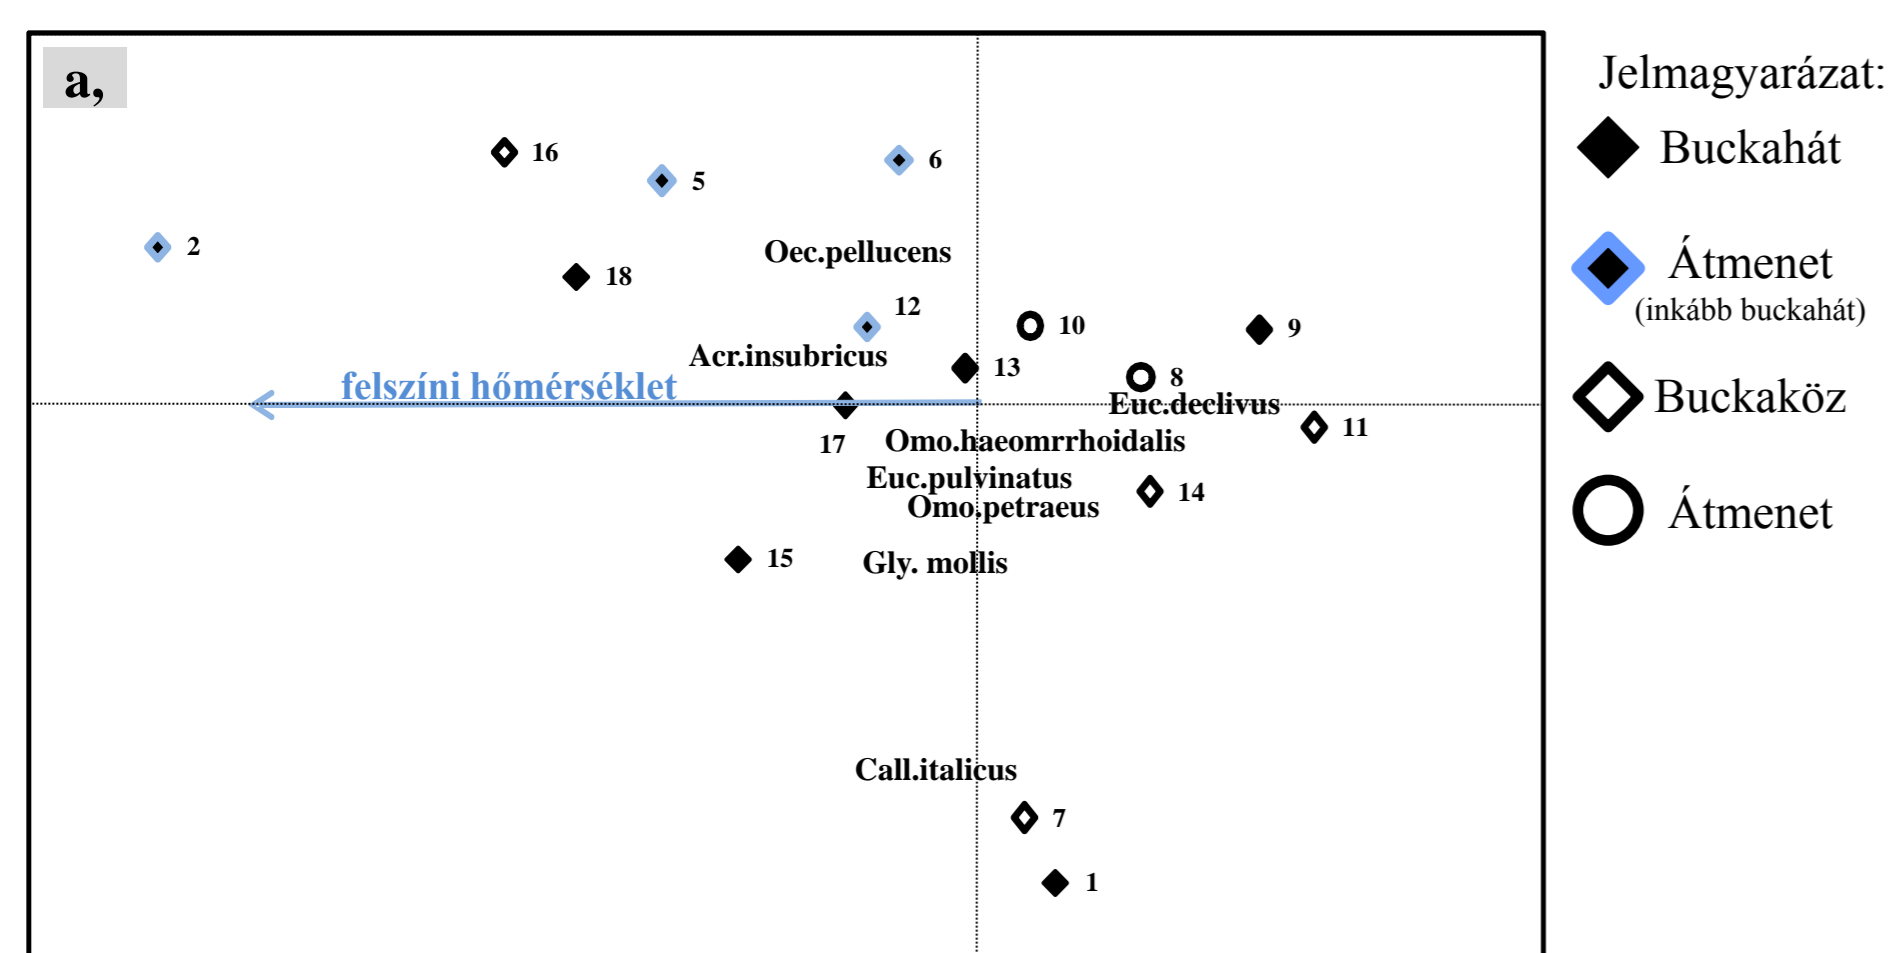 a,
Jelmagyarázat:
Buckahát
Átmenet
(inkább buckahát)
Buckaköz
Átmenet
16
5
6
2
18
Oec.pellucens
12
10
9
Acr.insubricus
13
8
felszíni hőmérséklet
Euc.declivus
11
17
Omo.haeomrrhoidalis
Euc.pulvinatus
14
Omo.petraeus
15
Gly. mollis
Call.italicus
7
1